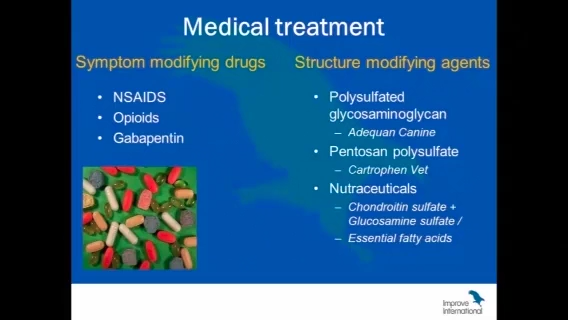 Medical treatment
Symptom modifying drugs
• NSAIDS
• Opioids
• Gabapentin
Structure modifying agents
• Polysulfated
glycosaminoglycan
– Adequan Canine
• Pentosan polysulfate
– Cartrophen Vet
• Nutraceuticals
– Chondroitin sulfate +
Glucosamine sulfate /
– Essential fatty acids
Improve
International